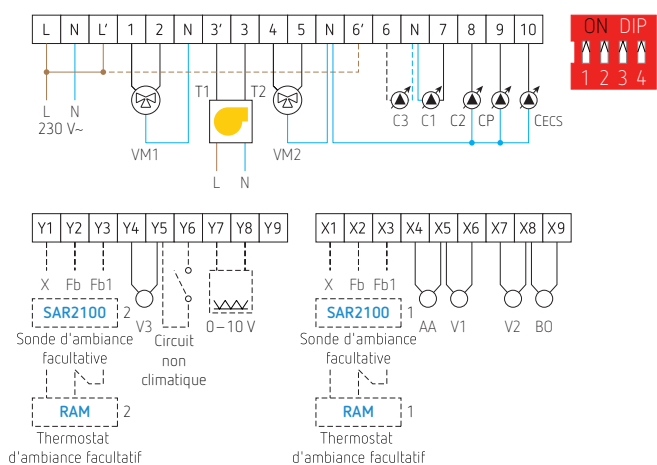 L N L' 1 2 N 3' 3 4 5 N 6' 6 N 7 8 9 10
ON DIP
1 2 3 4
T1 T2
L N
230 V~
C3 C1 C2 CP CECS
VM1 VM2
L N
Y1 Y2 Y3 Y4 Y5 Y6 Y7 Y8 Y9
X1 X2 X3 X4 X5 X6 X7 X8 X9
X Fb Fb1
X Fb Fb1
SAR2100 2
V3
0–10 V
SAR2100 1
AA V1 V2 BO
Sonde d'ambiance
facultative
Circuit
non
climatique
Sonde d'ambiance
facultative
RAM 2
RAM 1
Thermostat
d'ambiance facultatif
Thermostat
d'ambiance facultatif